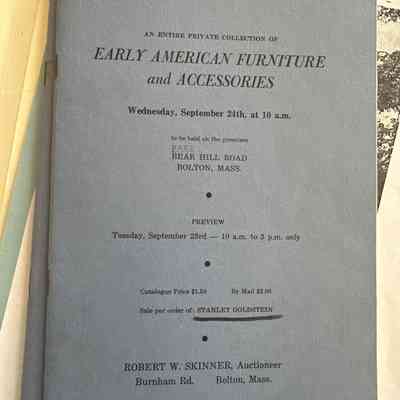 AN ENTIRE PRIVATE COLLECTION OF
EARLY AMERICAN FURNITURE
and ACCESSORIES
Wednesday, September 24th, at 10 a.m.
to be held on the premises
BEAR HILL ROAD
BOLTON, MASS.
PREVIEW
Tuesday, September 23rd — 10 a.m. to 5 p.m. only
Catalogue Price $1.50 By Mail $2.00
Sale per order of: STANLEY GOLDSTEIN
ROBERT W. SKINNER, Auctioneer
Burnham Rd. Bolton, Mass.